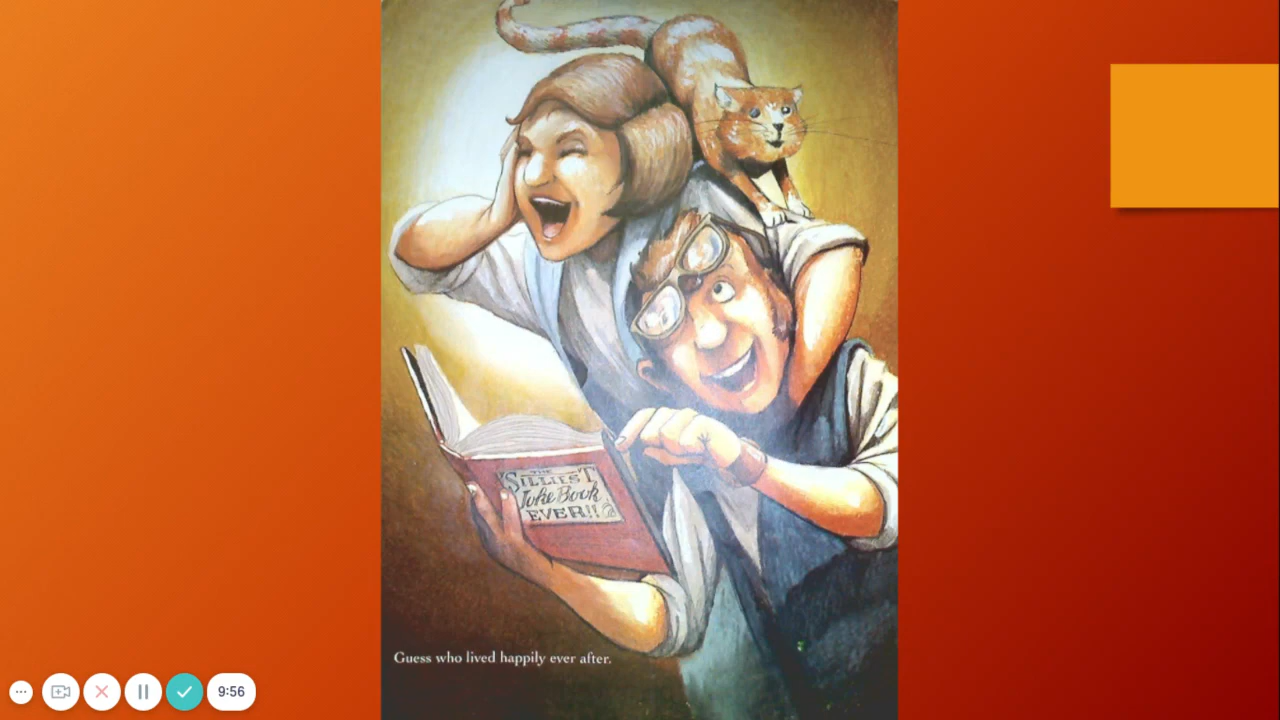 THE
SILLIEST
Joke Book
EVER!!
Guess who lived happily ever after.
9:56